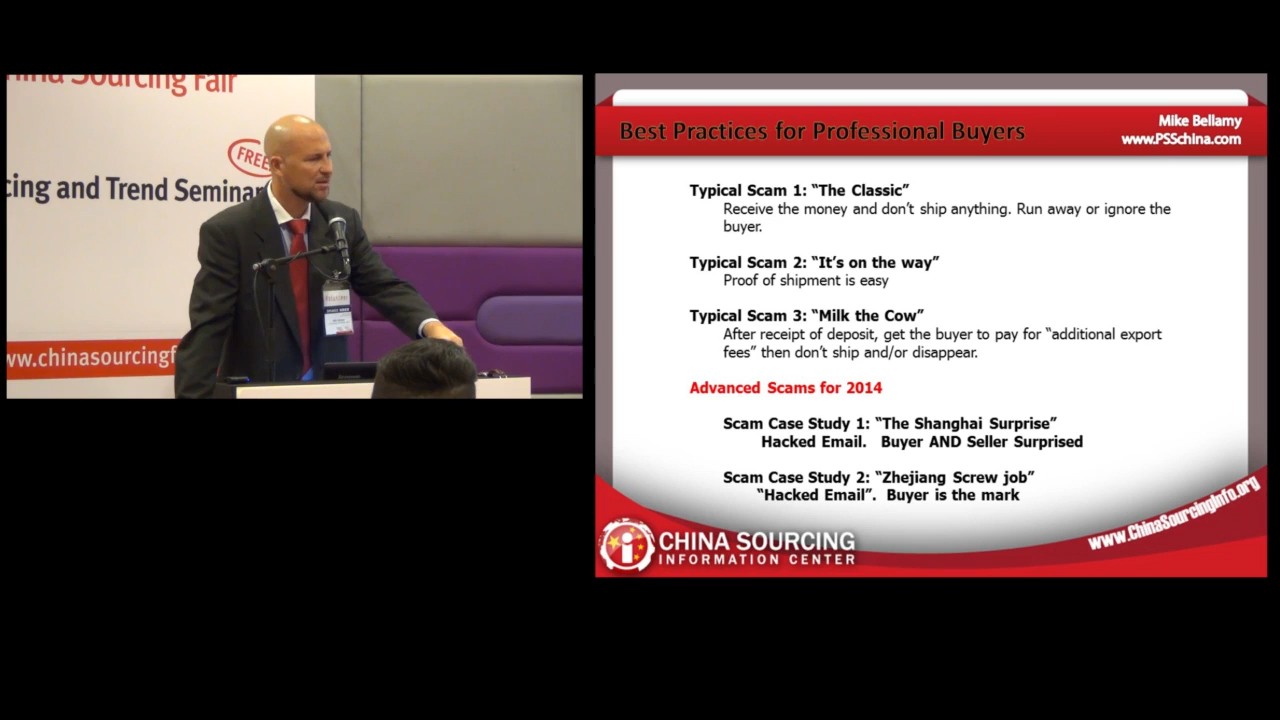 China Sourcing Fair
FREE
cing and Trend Seminar
ww.chinasourcingf
Best Practices for Professional Buyers
Mike Bellamy
www.PSSchina.com
Typical Scam 1: “The Classic”
Receive the money and don’t ship anything. Run away or ignore the
buyer.
Typical Scam 2: “It’s on the way”
Proof of shipment is easy
Typical Scam 3: “Milk the Cow”
After receipt of deposit, get the buyer to pay for “additional export
fees” then don’t ship and/or disappear.
Advanced Scams for 2014
Scam Case Study 1: “The Shanghai Surprise”
Hacked Email. Buyer AND Seller Surprised
Scam Case Study 2: “Zhejiang Screw job”
“Hacked Email”. Buyer is the mark
www.ChinaSourcingInfo.org
CHINA SOURCING
INFORMATION CENTER